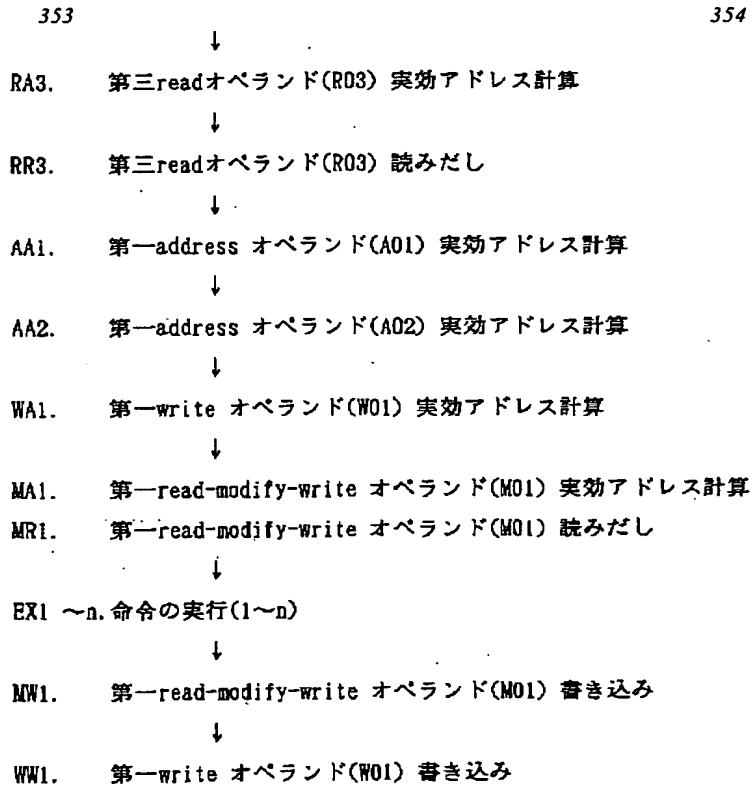 353 354
↓
RA3. 第三readオペランド(RO3) 実効アドレス計算
↓
RR3. 第三readオペランド(RO3) 読みだし
↓
AA1. 第一address オペランド(AO1) 実効アドレス計算
↓
AA2. 第一address オペランド(AO2) 実効アドレス計算
↓
WA1. 第一write オペランド(WO1) 実効アドレス計算
↓
MA1. 第一read-modify-write オペランド(MO1) 実効アドレス計算
MR1. 第一read-modify-write オペランド(MO1) 読みだし
↓
EX1 ～n. 命令の実行(1～n)
↓
MW1. 第一read-modify-write オペランド(MO1) 書き込み
↓
WW1. 第一write オペランド(WO1) 書き込み